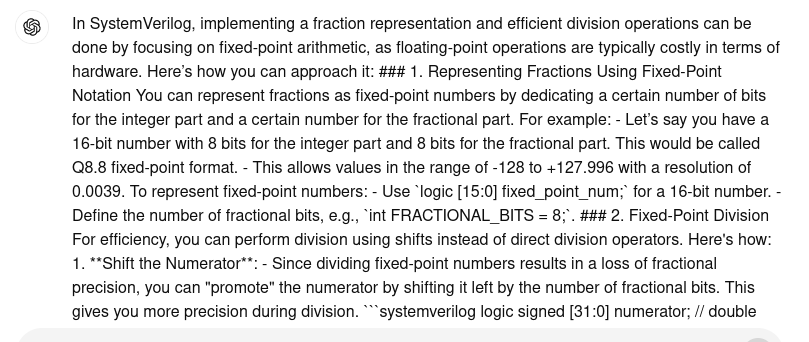 In SystemVerilog, implementing a fraction representation and efficient division operations can be
done by focusing on fixed-point arithmetic, as floating-point operations are typically costly in terms of
hardware. Here’s how you can approach it: ### 1. Representing Fractions Using Fixed-Point
Notation You can represent fractions as fixed-point numbers by dedicating a certain number of bits
for the integer part and a certain number for the fractional part. For example: - Let’s say you have a
16-bit number with 8 bits for the integer part and 8 bits for the fractional part. This would be called
Q8.8 fixed-point format. - This allows values in the range of -128 to +127.996 with a resolution of
0.0039. To represent fixed-point numbers: - Use `logic [15:0] fixed_point_num;` for a 16-bit number. -
Define the number of fractional bits, e.g., `int FRACTIONAL_BITS = 8;`. ### 2. Fixed-Point Division
For efficiency, you can perform division using shifts instead of direct division operators. Here's how:
1. **Shift the Numerator**: - Since dividing fixed-point numbers results in a loss of fractional
precision, you can "promote" the numerator by shifting it left by the number of fractional bits. This
gives you more precision during division. ```systemverilog logic signed [31:0] numerator; // double